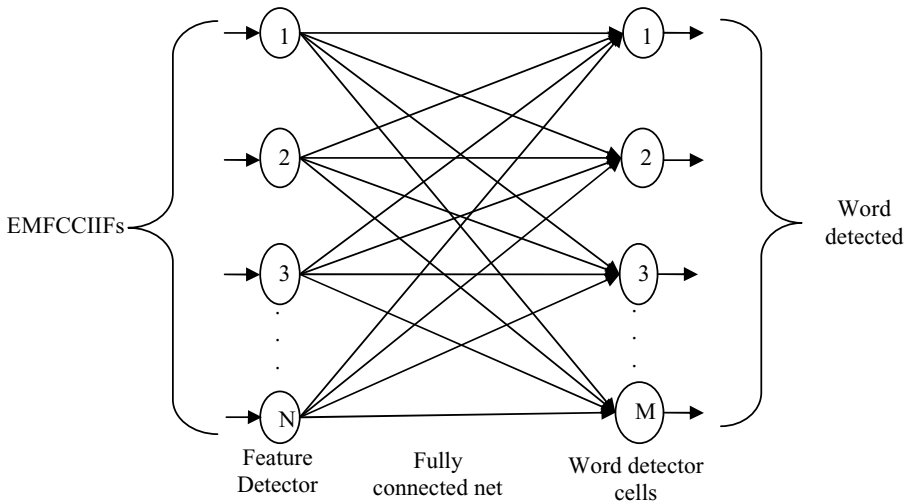 1
1
2
2
EMFCCIIFs
Word
detected
3
3
N
M
Feature
Detector
Fully
connected net
Word detector
cells